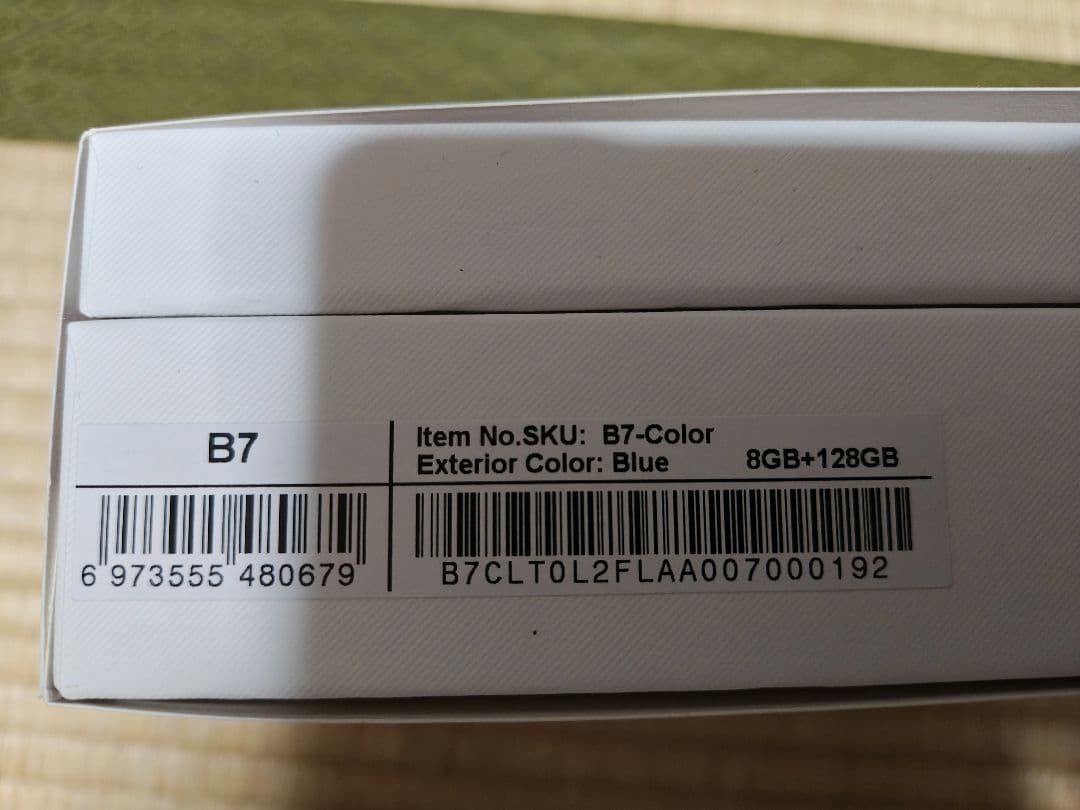 B7
6 973555 480679
Item No.SKU: B7-Color
Exterior Color: Blue 8GB+128GB
B7CLT0L2FLAA007000192